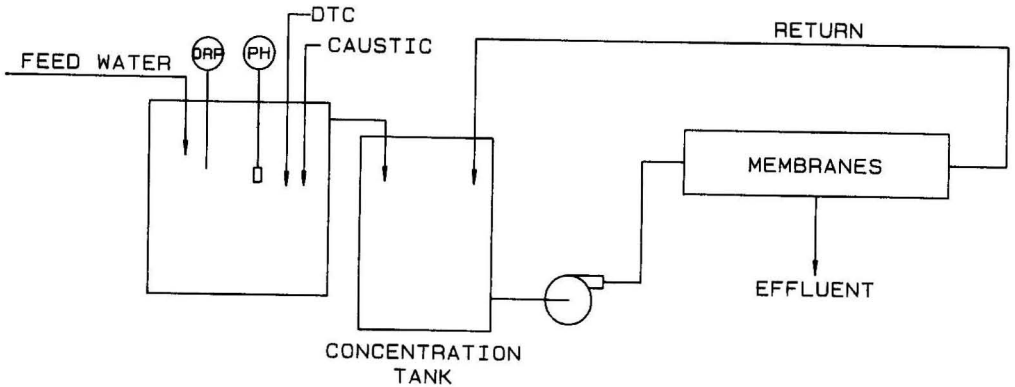 DTC
ORP
PH
CAUSTIC
RETURN
FEED WATER
MEMBRANES
EFFLUENT
CONCENTRATION
TANK